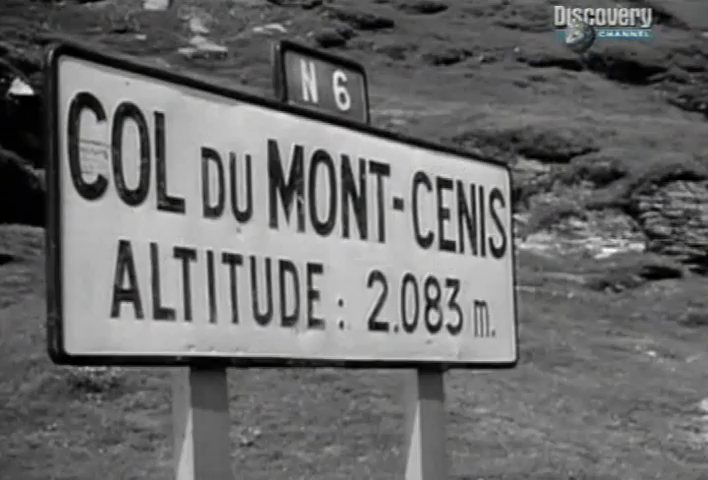 Discovery
CHANNEL
N 6
COL DU MONT-CENIS
ALTITUDE : 2.083 m.